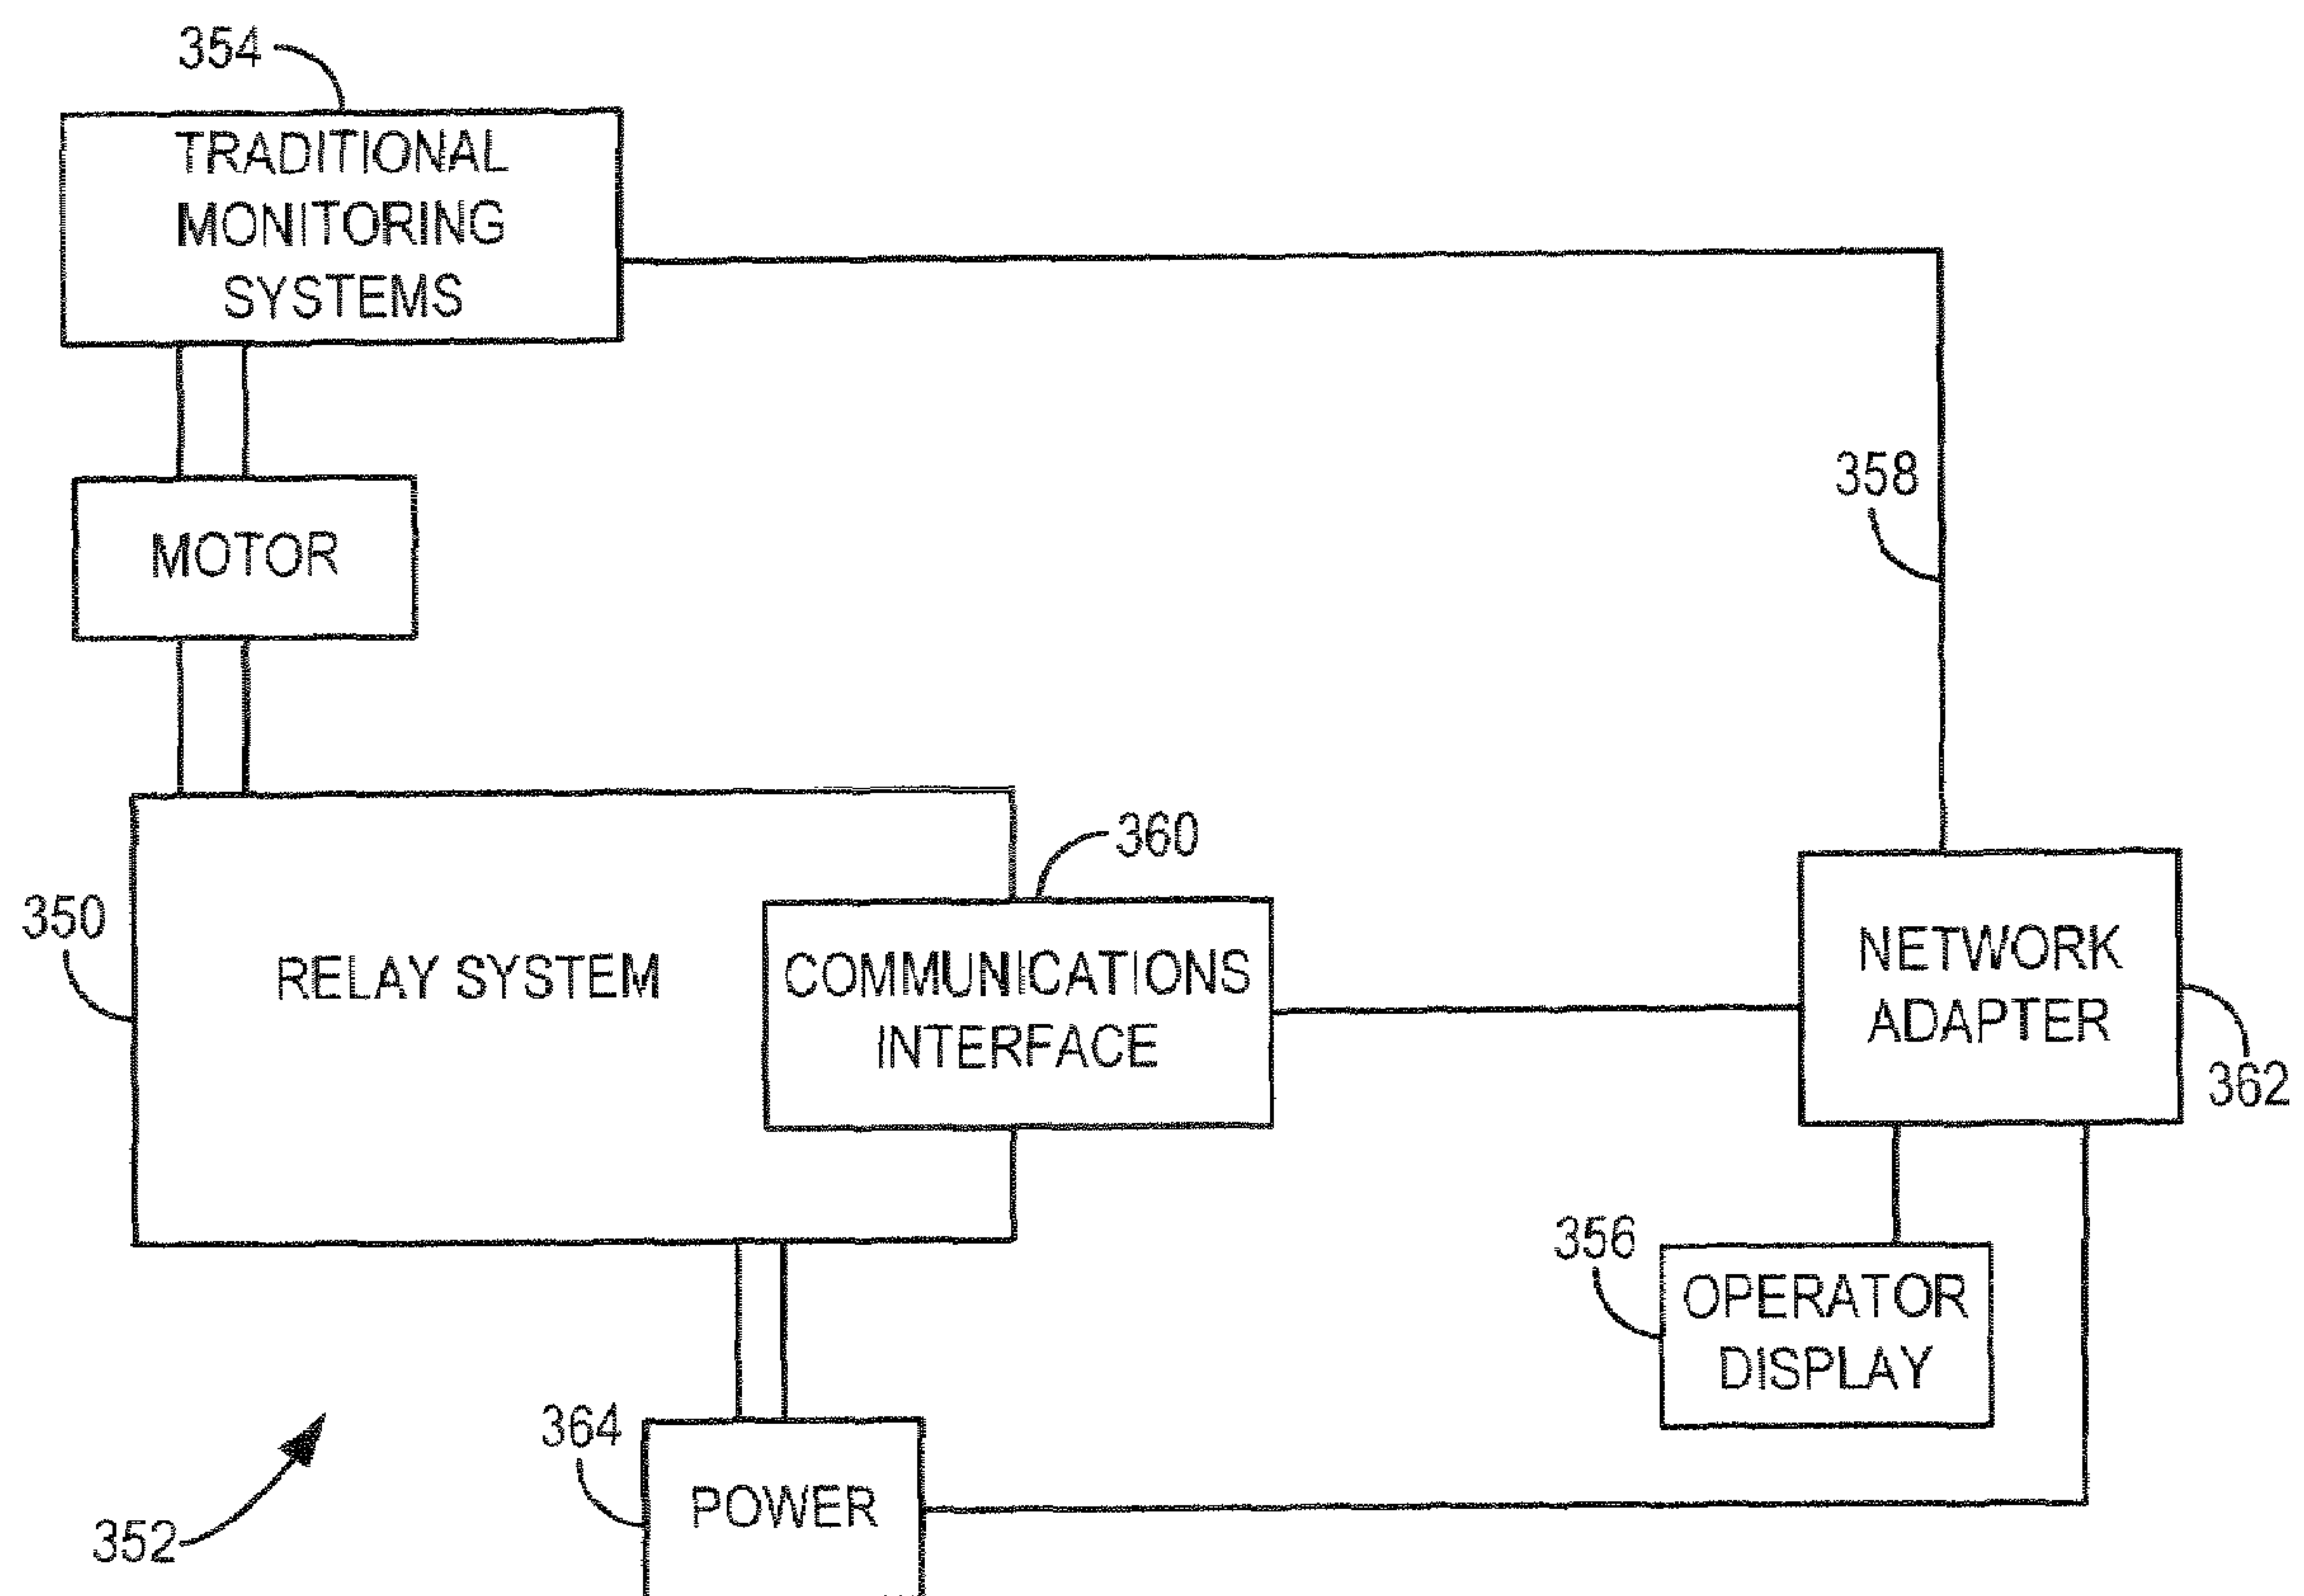 354
TRADITIONAL
MONITORING
SYSTEMS
358
MOTOR
360
350
RELAY SYSTEM
COMMUNICATIONS
INTERFACE
NETWORK
ADAPTER
362
356
OPERATOR
DISPLAY
364
POWER
352